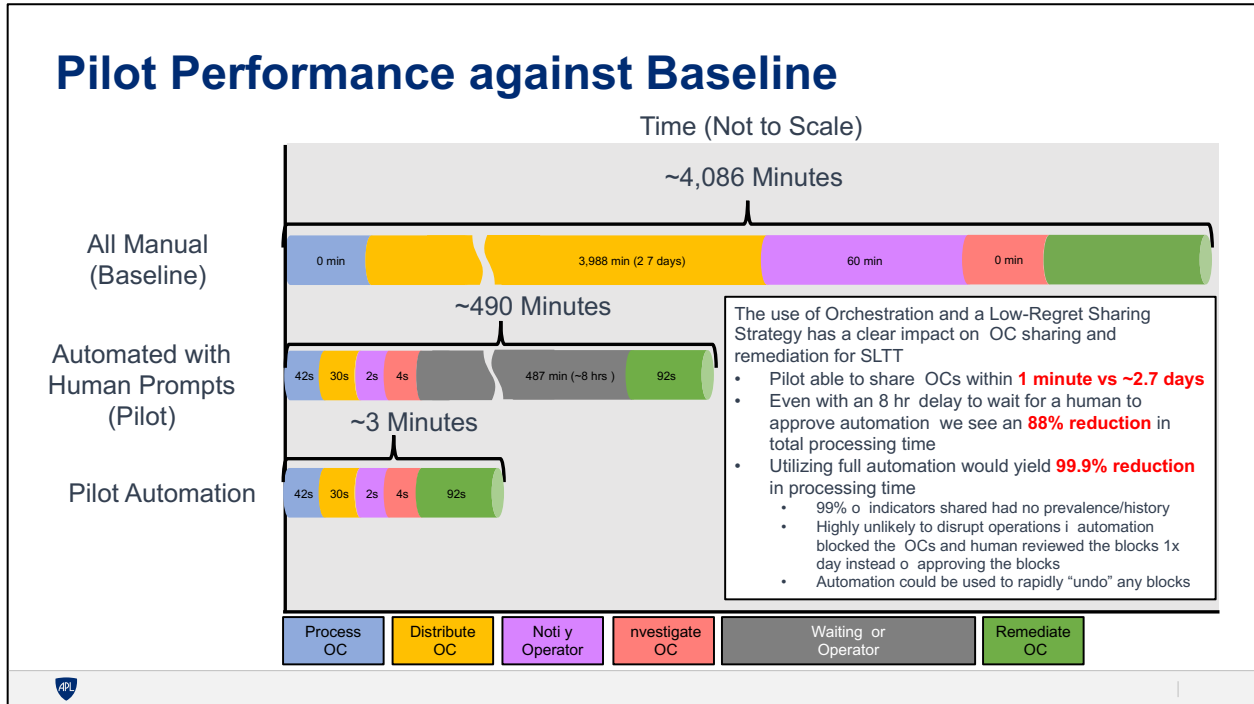 Pilot Performance against Baseline
Time (Not to Scale)
~4,086 Minutes
All Manual
(Baseline)
0 min
3,988 min (2 7 days)
60 min
0 min
~490 Minutes
Automated with
Human Prompts
(Pilot)
42s
30s
2s
4s
487 min (~8 hrs )
92s
~3 Minutes
Pilot Automation
42s
30s
2s
4s
92s
The use of Orchestration and a Low-Regret Sharing
Strategy has a clear impact on OC sharing and
remediation for SLTT
• Pilot able to share OCs within 1 minute vs ~2.7 days
• Even with an 8 hr delay to wait for a human to
approve automation we see an 88% reduction in
total processing time
• Utilizing full automation would yield 99.9% reduction
in processing time
• 99% o indicators shared had no prevalence/history
• Highly unlikely to disrupt operations i automation
blocked the OCs and human reviewed the blocks 1x
day instead o approving the blocks
• Automation could be used to rapidly “undo” any blocks
Process
OC
Distribute
OC
Noti y
Operator
nvestigate
OC
Waiting or
Operator
Remediate
OC
APL